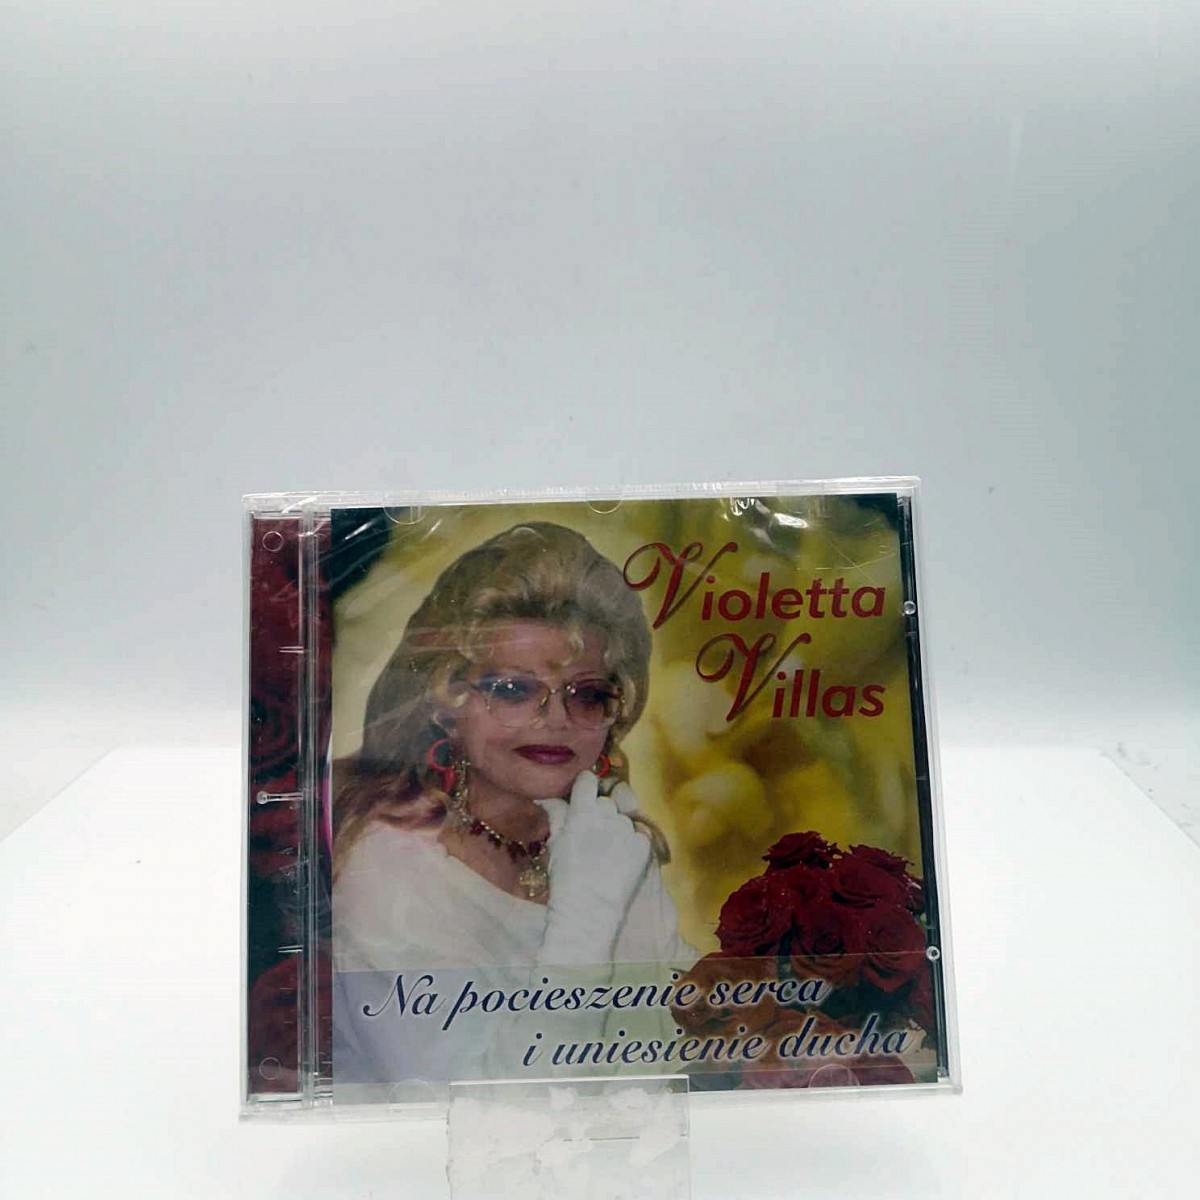 Violetta
Villas
Na pocieszenie serca
i uniesienie ducha